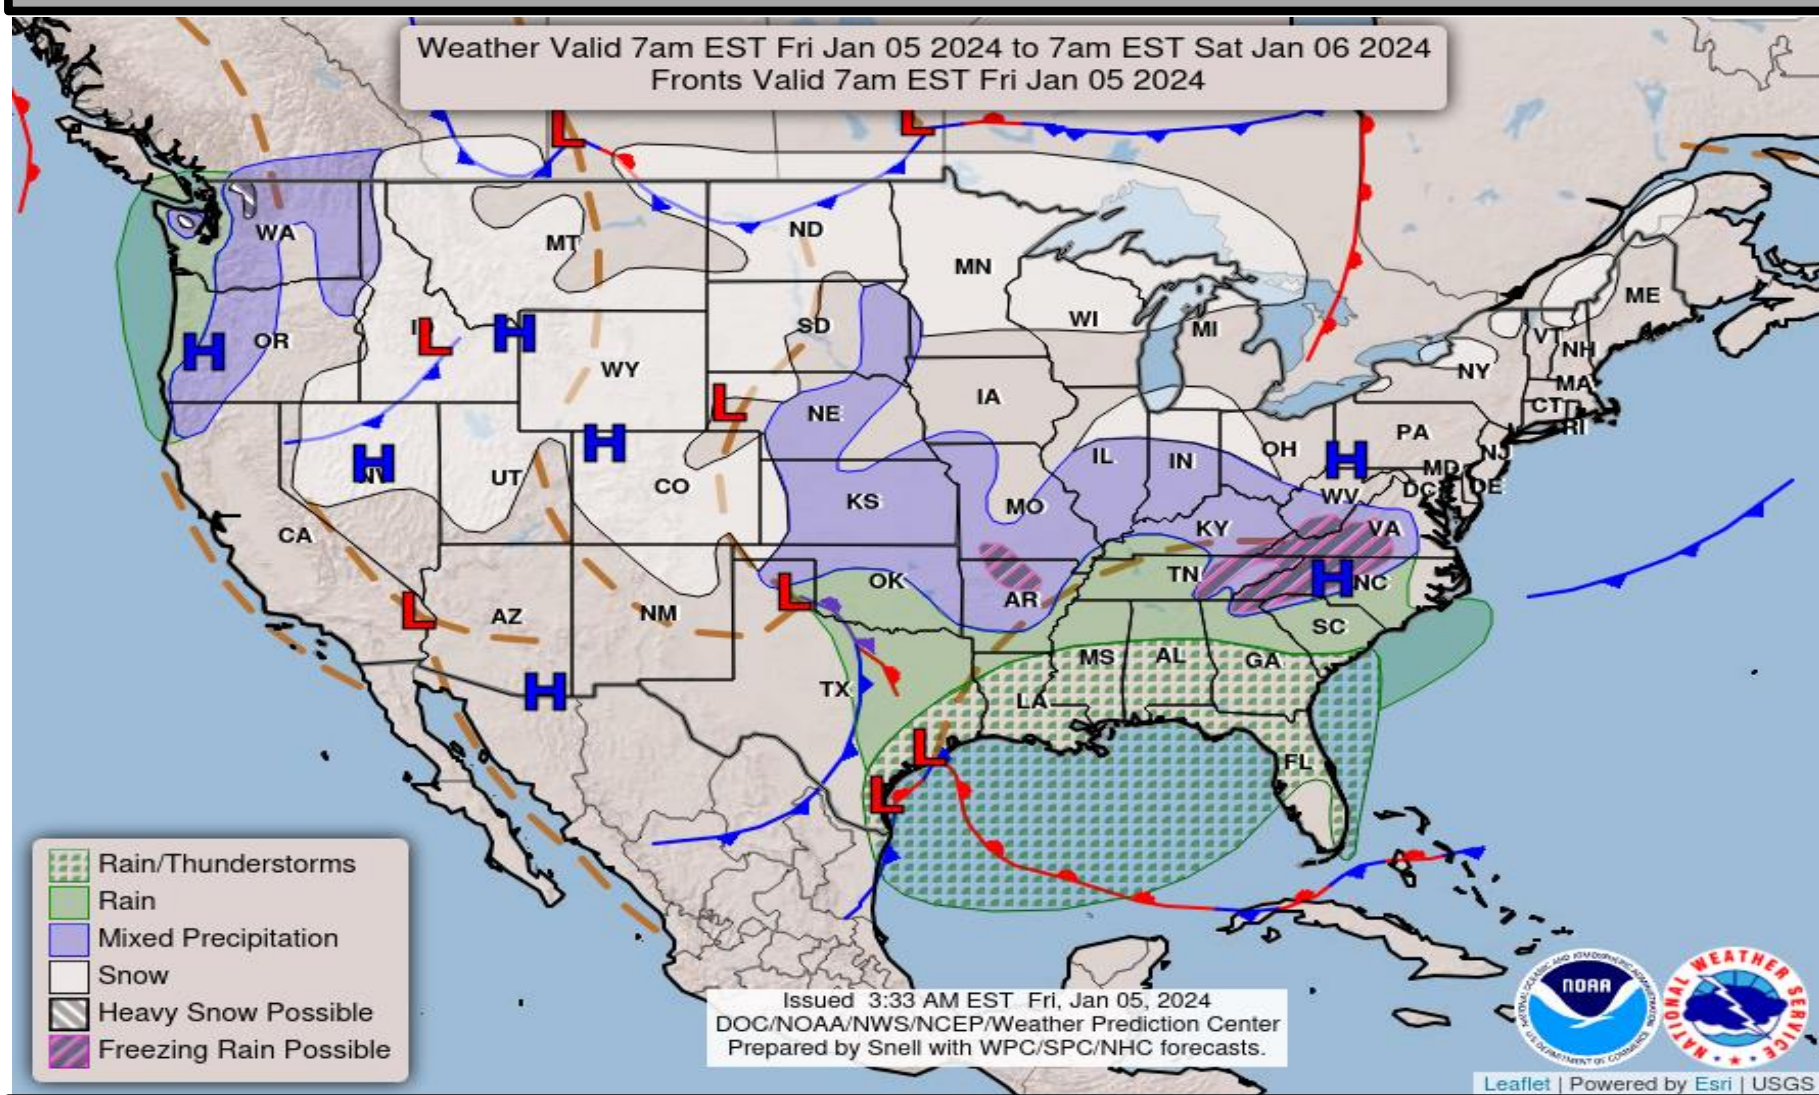 Weather Valid 7am EST Fri Jan 05 2024 to 7am EST Sat Jan 06 2024
Fronts Valid 7am EST Fri Jan 05 2024
L
L
WA
MT
ND
MN
ME
OR
H
L
H
SD
WI
MI
VT
NH
WY
NY
MA
CT
RI
L
NE
IA
PA
NJ
H
H
UT
CO
KS
MO
IL
IN
OH
H
MD
DC
DE
WV
VA
KY
CA
L
AZ
NM
L
OK
AR
TN
H
NC
SC
H
TX
MS
AL
GA
LA
L
L
FL
Rain/Thunderstorms
Rain
Mixed Precipitation
Snow
Heavy Snow Possible
Freezing Rain Possible
Issued 3:33 AM EST Fri, Jan 05, 2024
DOC/NOAA/NWS/NCEP/Weather Prediction Center
Prepared by Snell with WPC/SPC/NHC forecasts.
NOAA
NATIONAL WEATHER SERVICE
Leaflet | Powered by Esri | USGS